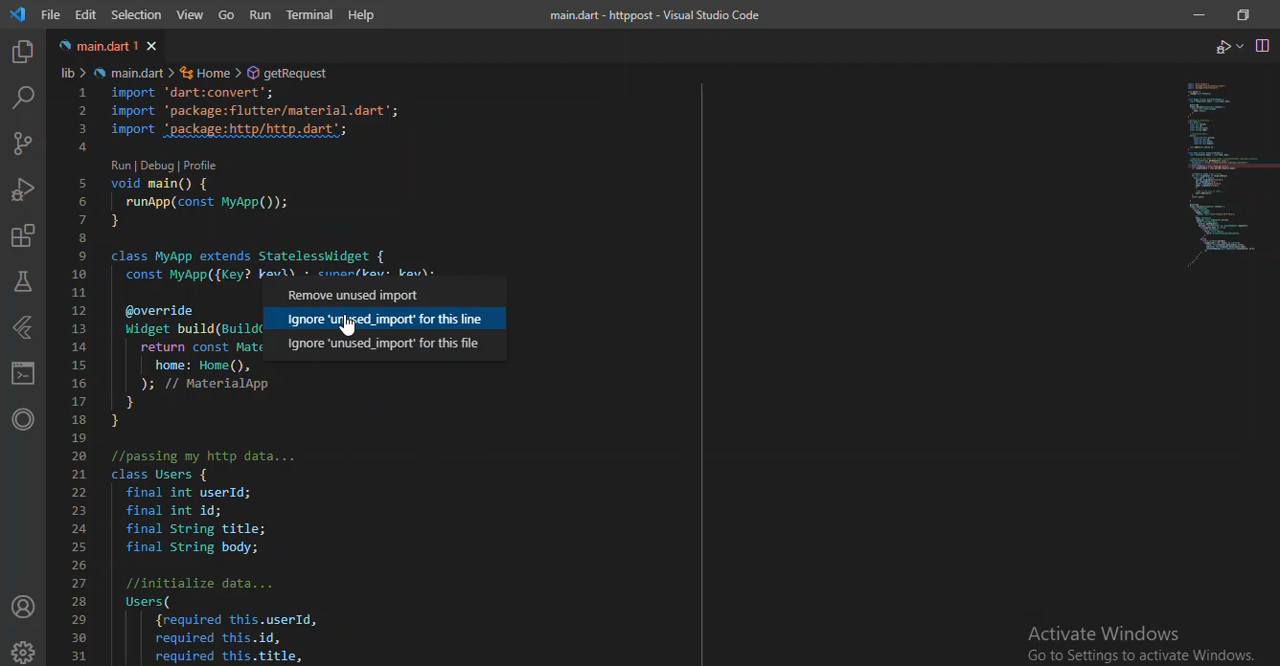 File Edit Selection View Go Run Terminal Help main.dart - httppost - Visual Studio Code
main.dart 1
lib > main.dart > Home > getRequest
1 import 'dart:convert';
2 import 'package:flutter/material.dart';
3 import 'package:http/http.dart';
4
Run | Debug | Profile
5 void main() {
6 runApp(const MyApp());
7 }
8
9 class MyApp extends StatelessWidget {
10 const MyApp({Key? key}) : super(key: key);
Remove unused import
11
12 @override
Ignore 'unused_import' for this line
13 Widget build(BuildC
Ignore 'unused_import' for this file
14 return const Mate
15 home: Home(),
16 ); // MaterialApp
17 }
18 }
19
20 //passing my http data...
21 class Users {
22 final int userId;
23 final int id;
24 final String title;
25 final String body;
26
27 //initialize data...
28 Users(
29 {required this.userId,
30 required this.id,
31 required this.title,
Activate Windows
Go to Settings to activate Windows.